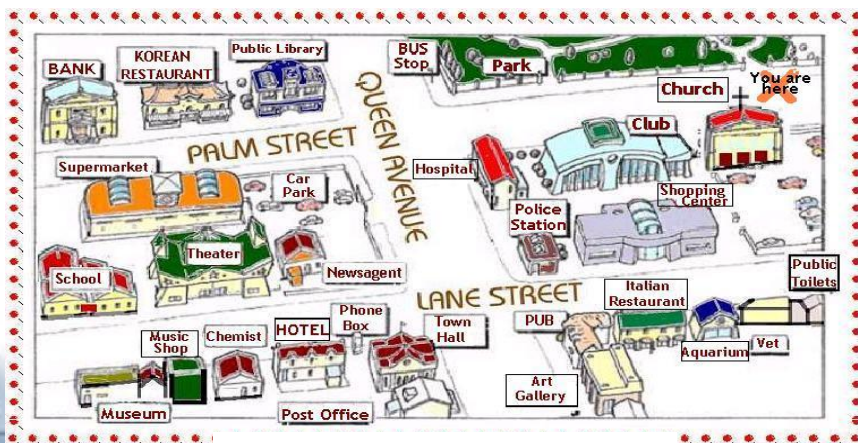 BANK
KOREAN
RESTAURANT
Public Library
QUEEN AVENUE
BUS
Stop
Park
Church
You are
here
PALM STREET
Supermarket
Car
Park
Hospital
Club
Shopping
Center
Police
Station
School
Theater
Newsagent
LANE STREET
Italian
Restaurant
Public
Toilets
Music
Shop
Chemist
HOTEL
Phone
Box
Town
Hall
PUB
Aquarium
Vet
Museum
Post Office
Art
Gallery